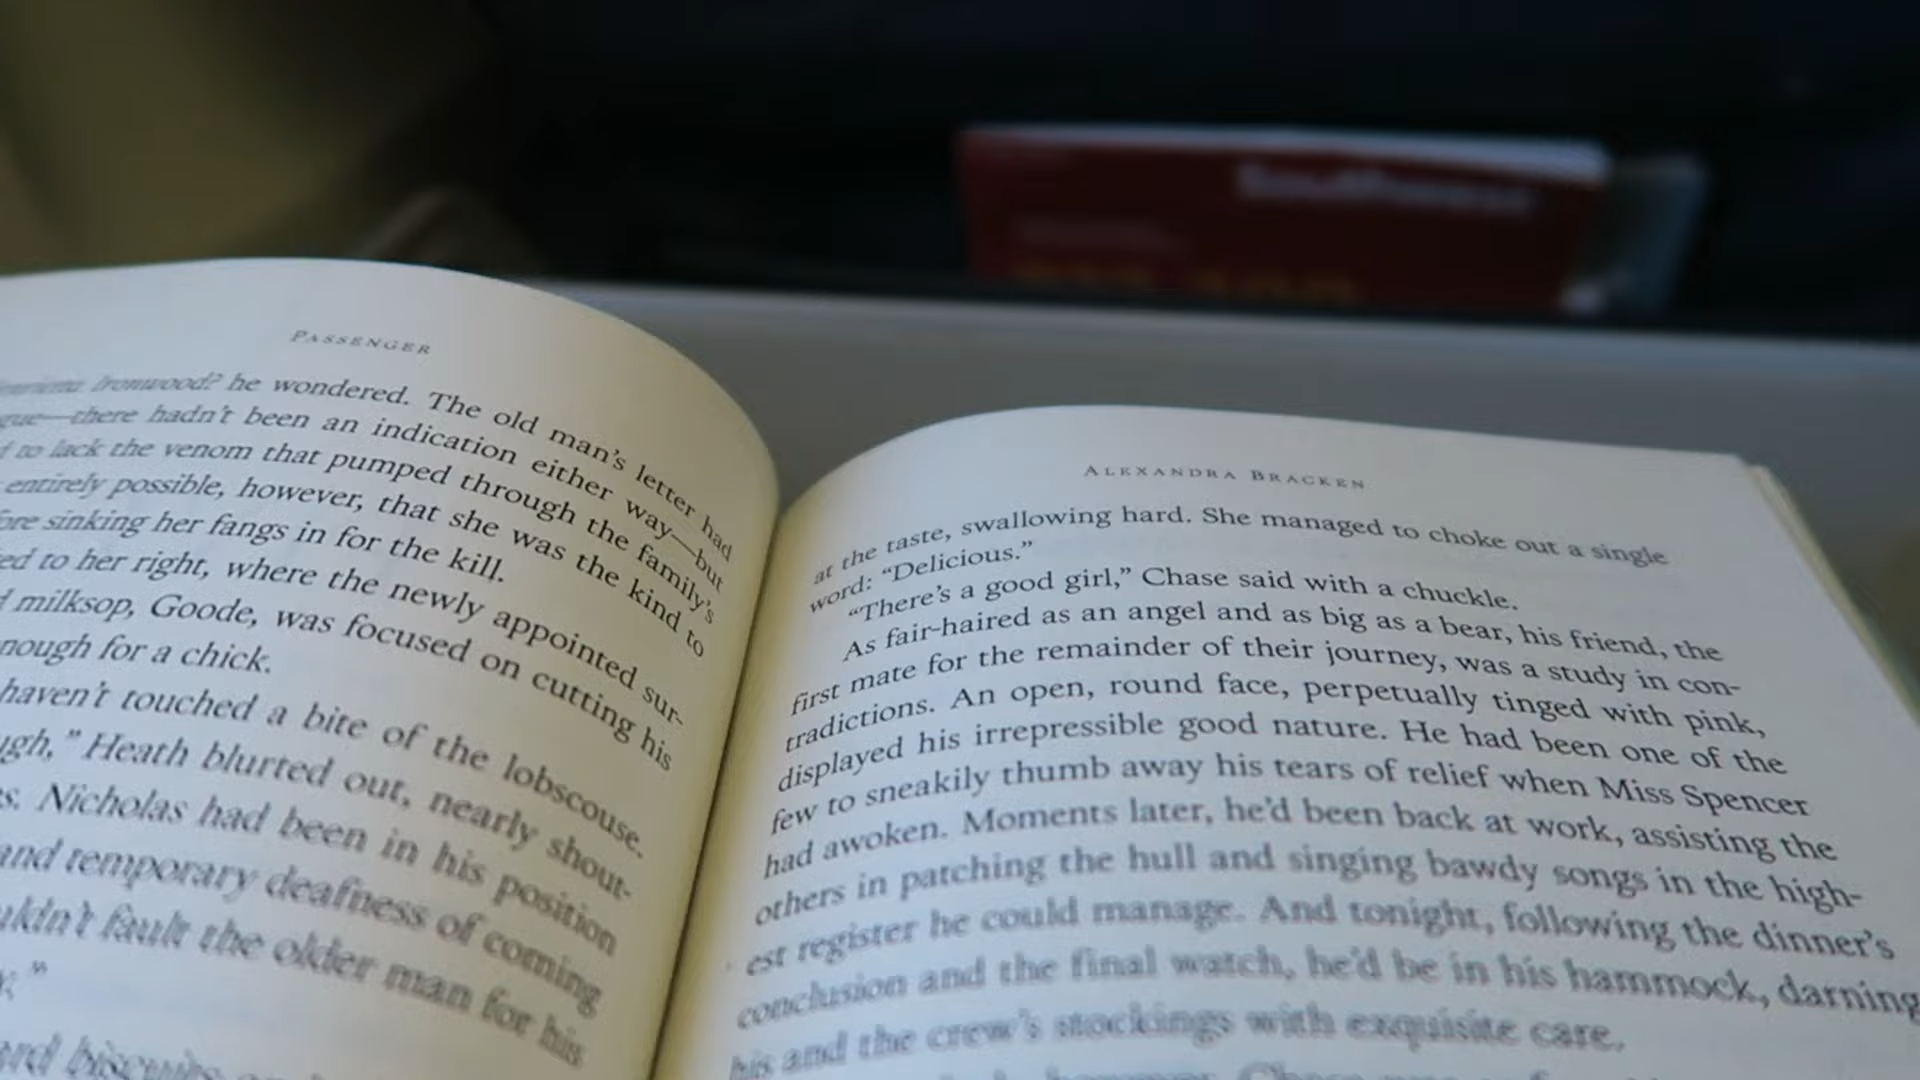 Southwest
PASSENGER
Ironwood? he wondered. The old man's letter had
there hadn't been an indication either way—but
to lack the venom that pumped through the family's
entirely possible, however, that she was the kind to
sinking her fangs in for the kill.
to her right, where the newly appointed sur-
milksop, Goode, was focused on cutting his
for a chick.
haven't touched a bite of the lobscouse.
Heath blurted out, nearly shout-
Nicholas had been in his position
and temporary deafness of coming
fault the older man for his
biscuits
ALEXANDRA BRACKEN
at the taste, swallowing hard. She managed to choke out a single
word: “Delicious.”
“There's a good girl,” Chase said with a chuckle.
As fair-haired as an angel and as big as a bear, his friend, the
first mate for the remainder of their journey, was a study in con-
tradictions. An open, round face, perpetually tinged with pink,
displayed his irrepressible good nature. He had been one of the
few to sneakily thumb away his tears of relief when Miss Spencer
had awoken. Moments later, he'd been back at work, assisting the
others in patching the hull and singing bawdy songs in the high-
est register he could manage. And tonight, following the dinner's
conclusion and the final watch, he'd be in his hammock, darning
his and the crew's stockings with exquisite care.
however, Chase